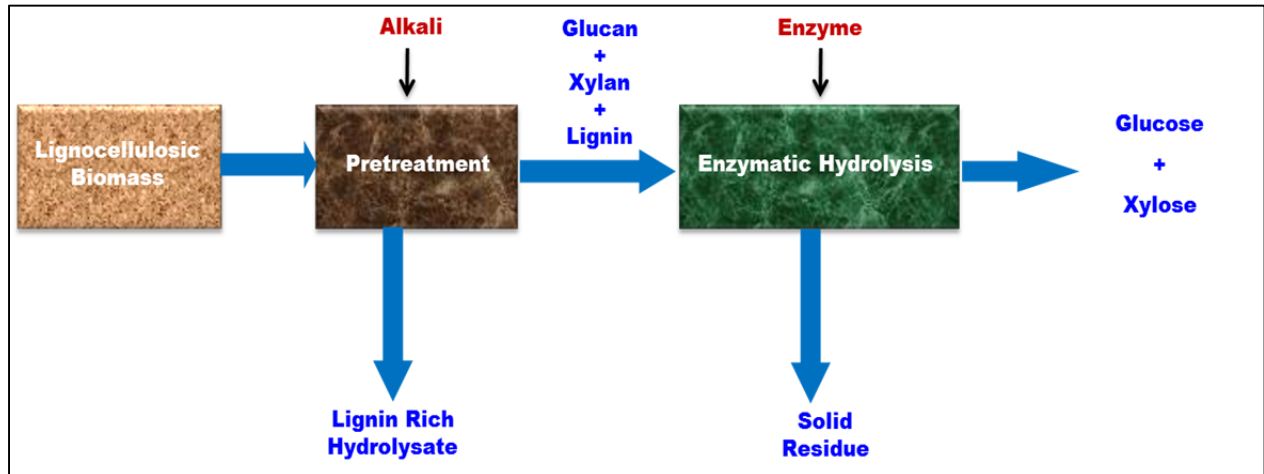 Alkali
Glucan
+
Xylan
+
Lignin
Enzyme
Lignocellulosic
Biomass
Pretreatment
Enzymatic Hydrolysis
Glucose
+
Xylose
Lignin Rich
Hydrolysate
Solid
Residue